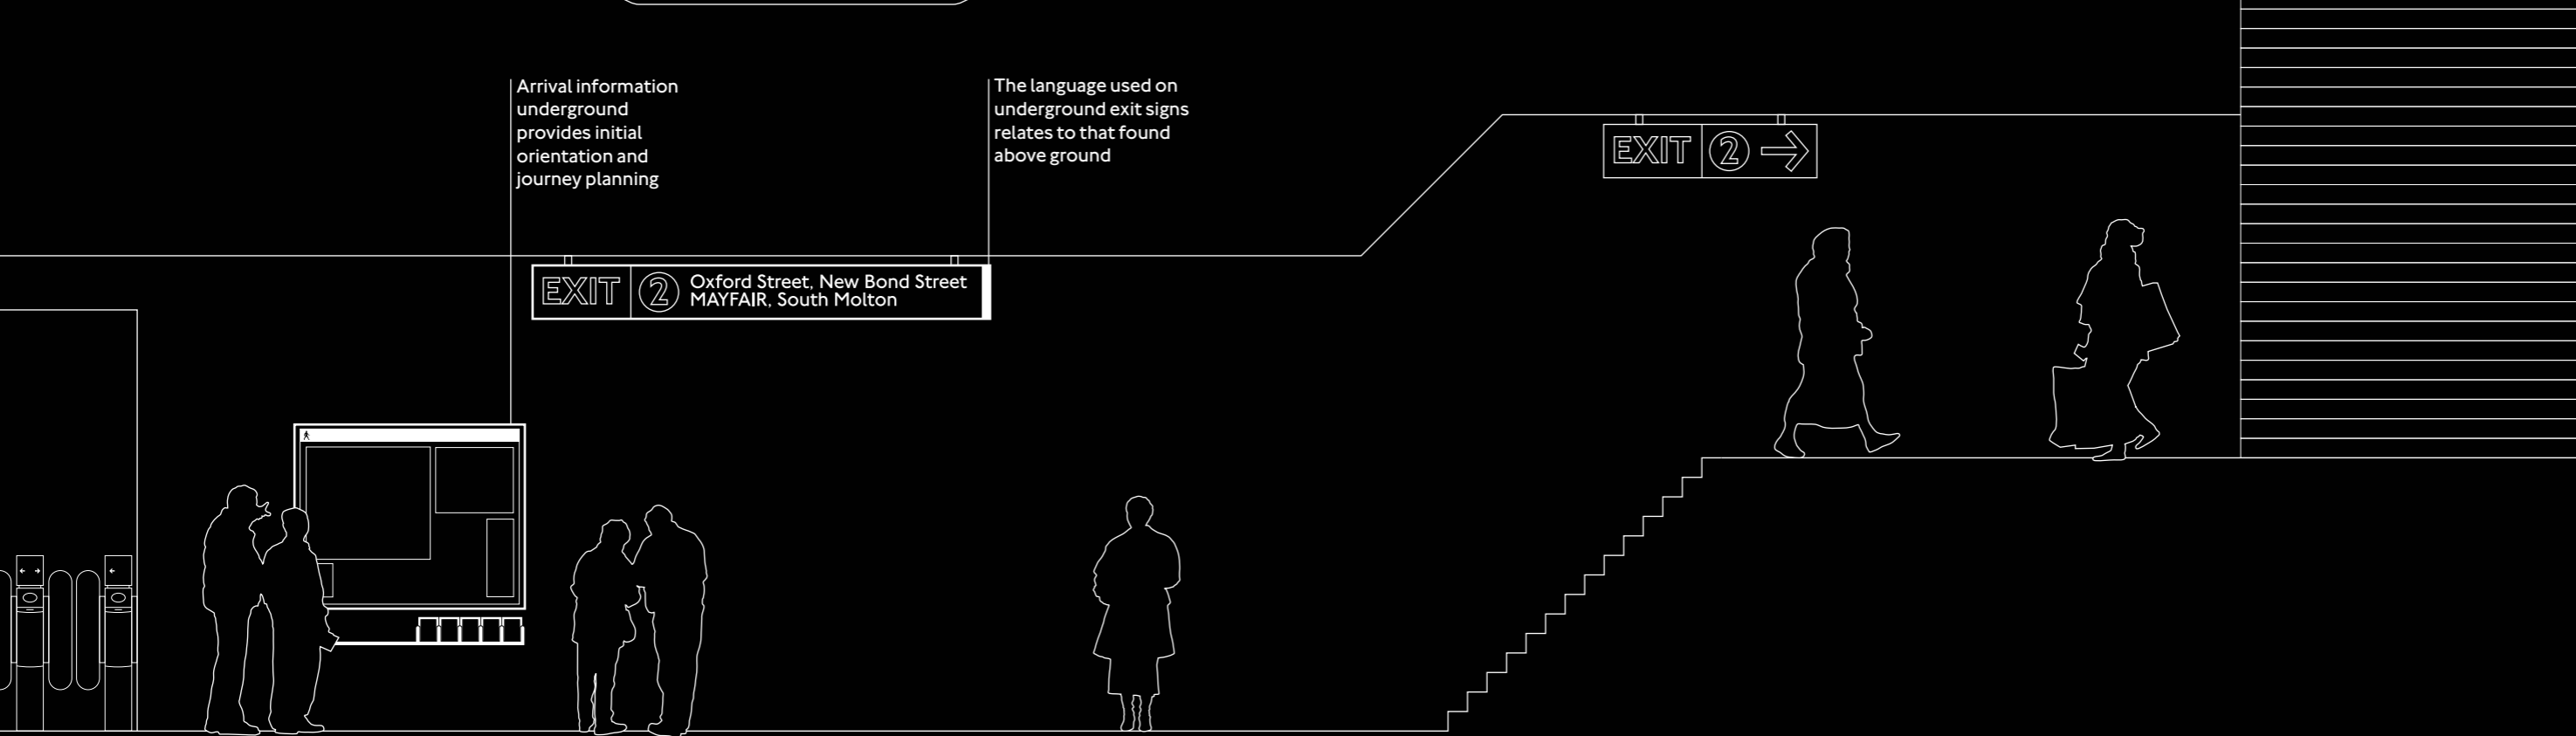 Arrival information
underground
provides initial
orientation and
journey planning
The language used on
underground exit signs
relates to that found
above ground
EXIT 2 →
EXIT 2 Oxford Street, New Bond Street
MAYFAIR, South Molton